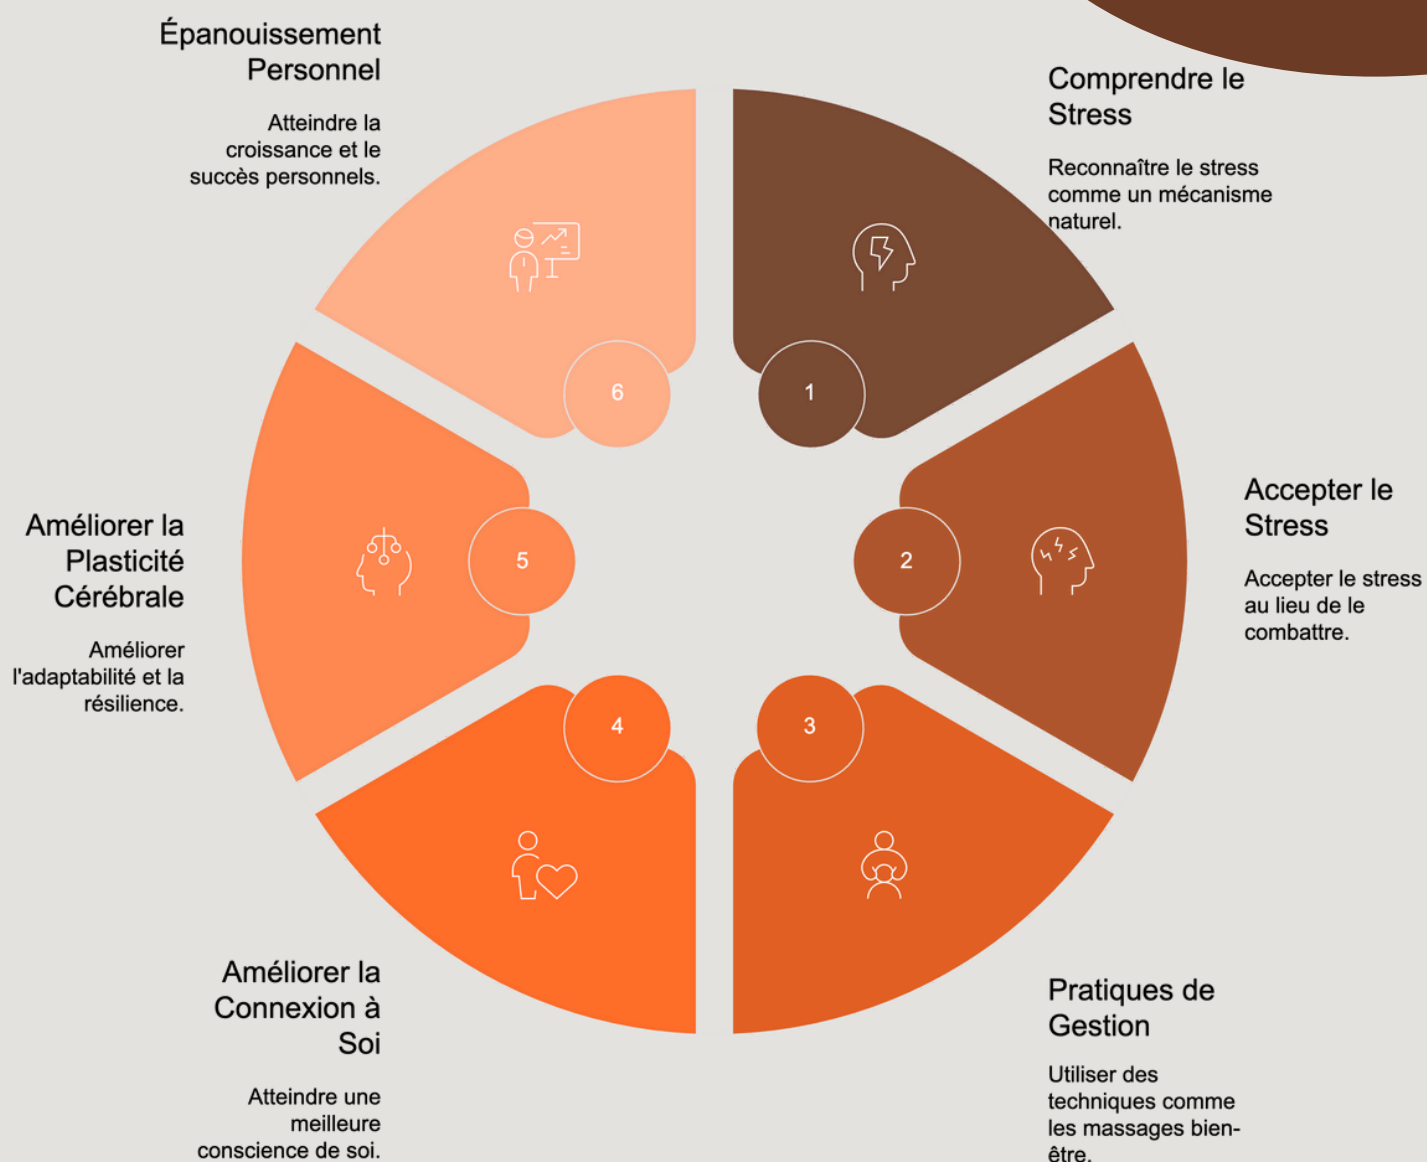 Comprendre le
Stress
Reconnaître le stress
comme un mécanisme
naturel.
1
Accepter le
Stress
Accepter le stress
au lieu de le
combattre.
2
Pratiques de
Gestion
Utiliser des
techniques comme
les massages bien-
être.
3
Améliorer la
Connexion à
Soi
Atteindre une
meilleure
conscience de soi.
4
Améliorer la
Plasticité
Cérébrale
Améliorer
l'adaptabilité et la
résilience.
5
Épanouissement
Personnel
Atteindre la
croissance et le
succès personnels.
6